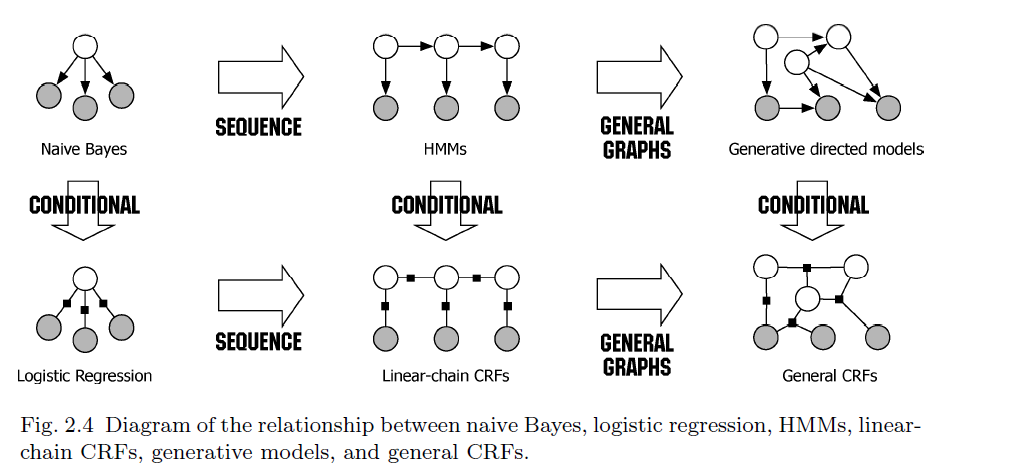 SEQUENCE
GENERAL
GRAPHS
Naive Bayes
HMMs
Generative directed models
CONDITIONAL
CONDITIONAL
CONDITIONAL
SEQUENCE
GENERAL
GRAPHS
Logistic Regression
Linear-chain CRFs
General CRFs
Fig. 2.4 Diagram of the relationship between naive Bayes, logistic regression, HMMs, linear-
chain CRFs, generative models, and general CRFs.